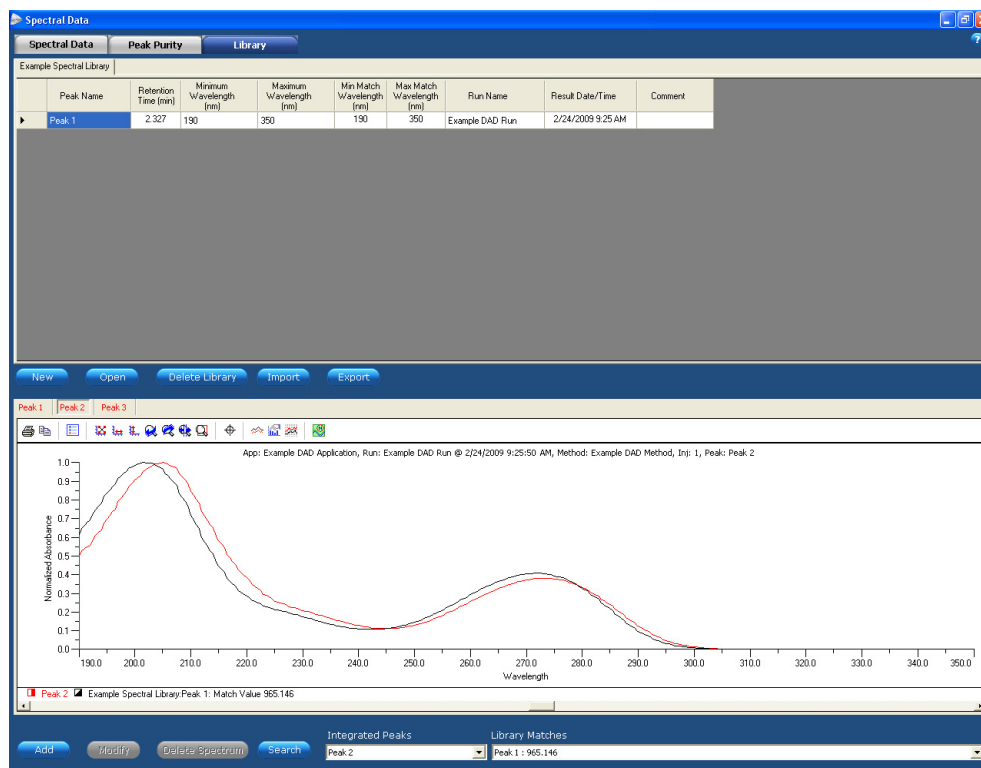 Spectral Data
Spectral Data Peak Purity Library
Example Spectral Library
Peak Name Retention Time (min) Minimum Wavelength (nm) Maximum Wavelength (nm) Min Match Wavelength (nm) Max Match Wavelength (nm) Run Name Result Date/Time Comment
Peak 1 2.327 190 350 190 350 Example DAD Run 2/24/2009 9:25 AM
New Open Delete Library Import Export
Peak 1 Peak 2 Peak 3
App: Example DAD Application, Run: Example DAD Run @ 2/24/2009 9:25:50 AM, Method: Example DAD Method, Inj: 1, Peak: Peak 2
Normalized Absorbance
1.0
0.9
0.8
0.7
0.6
0.5
0.4
0.3
0.2
0.1
0.0
190.0 200.0 210.0 220.0 230.0 240.0 250.0 260.0 270.0 280.0 290.0 300.0 310.0 320.0 330.0 340.0 350.0
Wavelength
Peak 2 Example Spectral Library:Peak 1: Match Value 965.146
Integrated Peaks Library Matches
Add Modify Delete Spectrum Search Peak 2 Peak 1 : 965.146